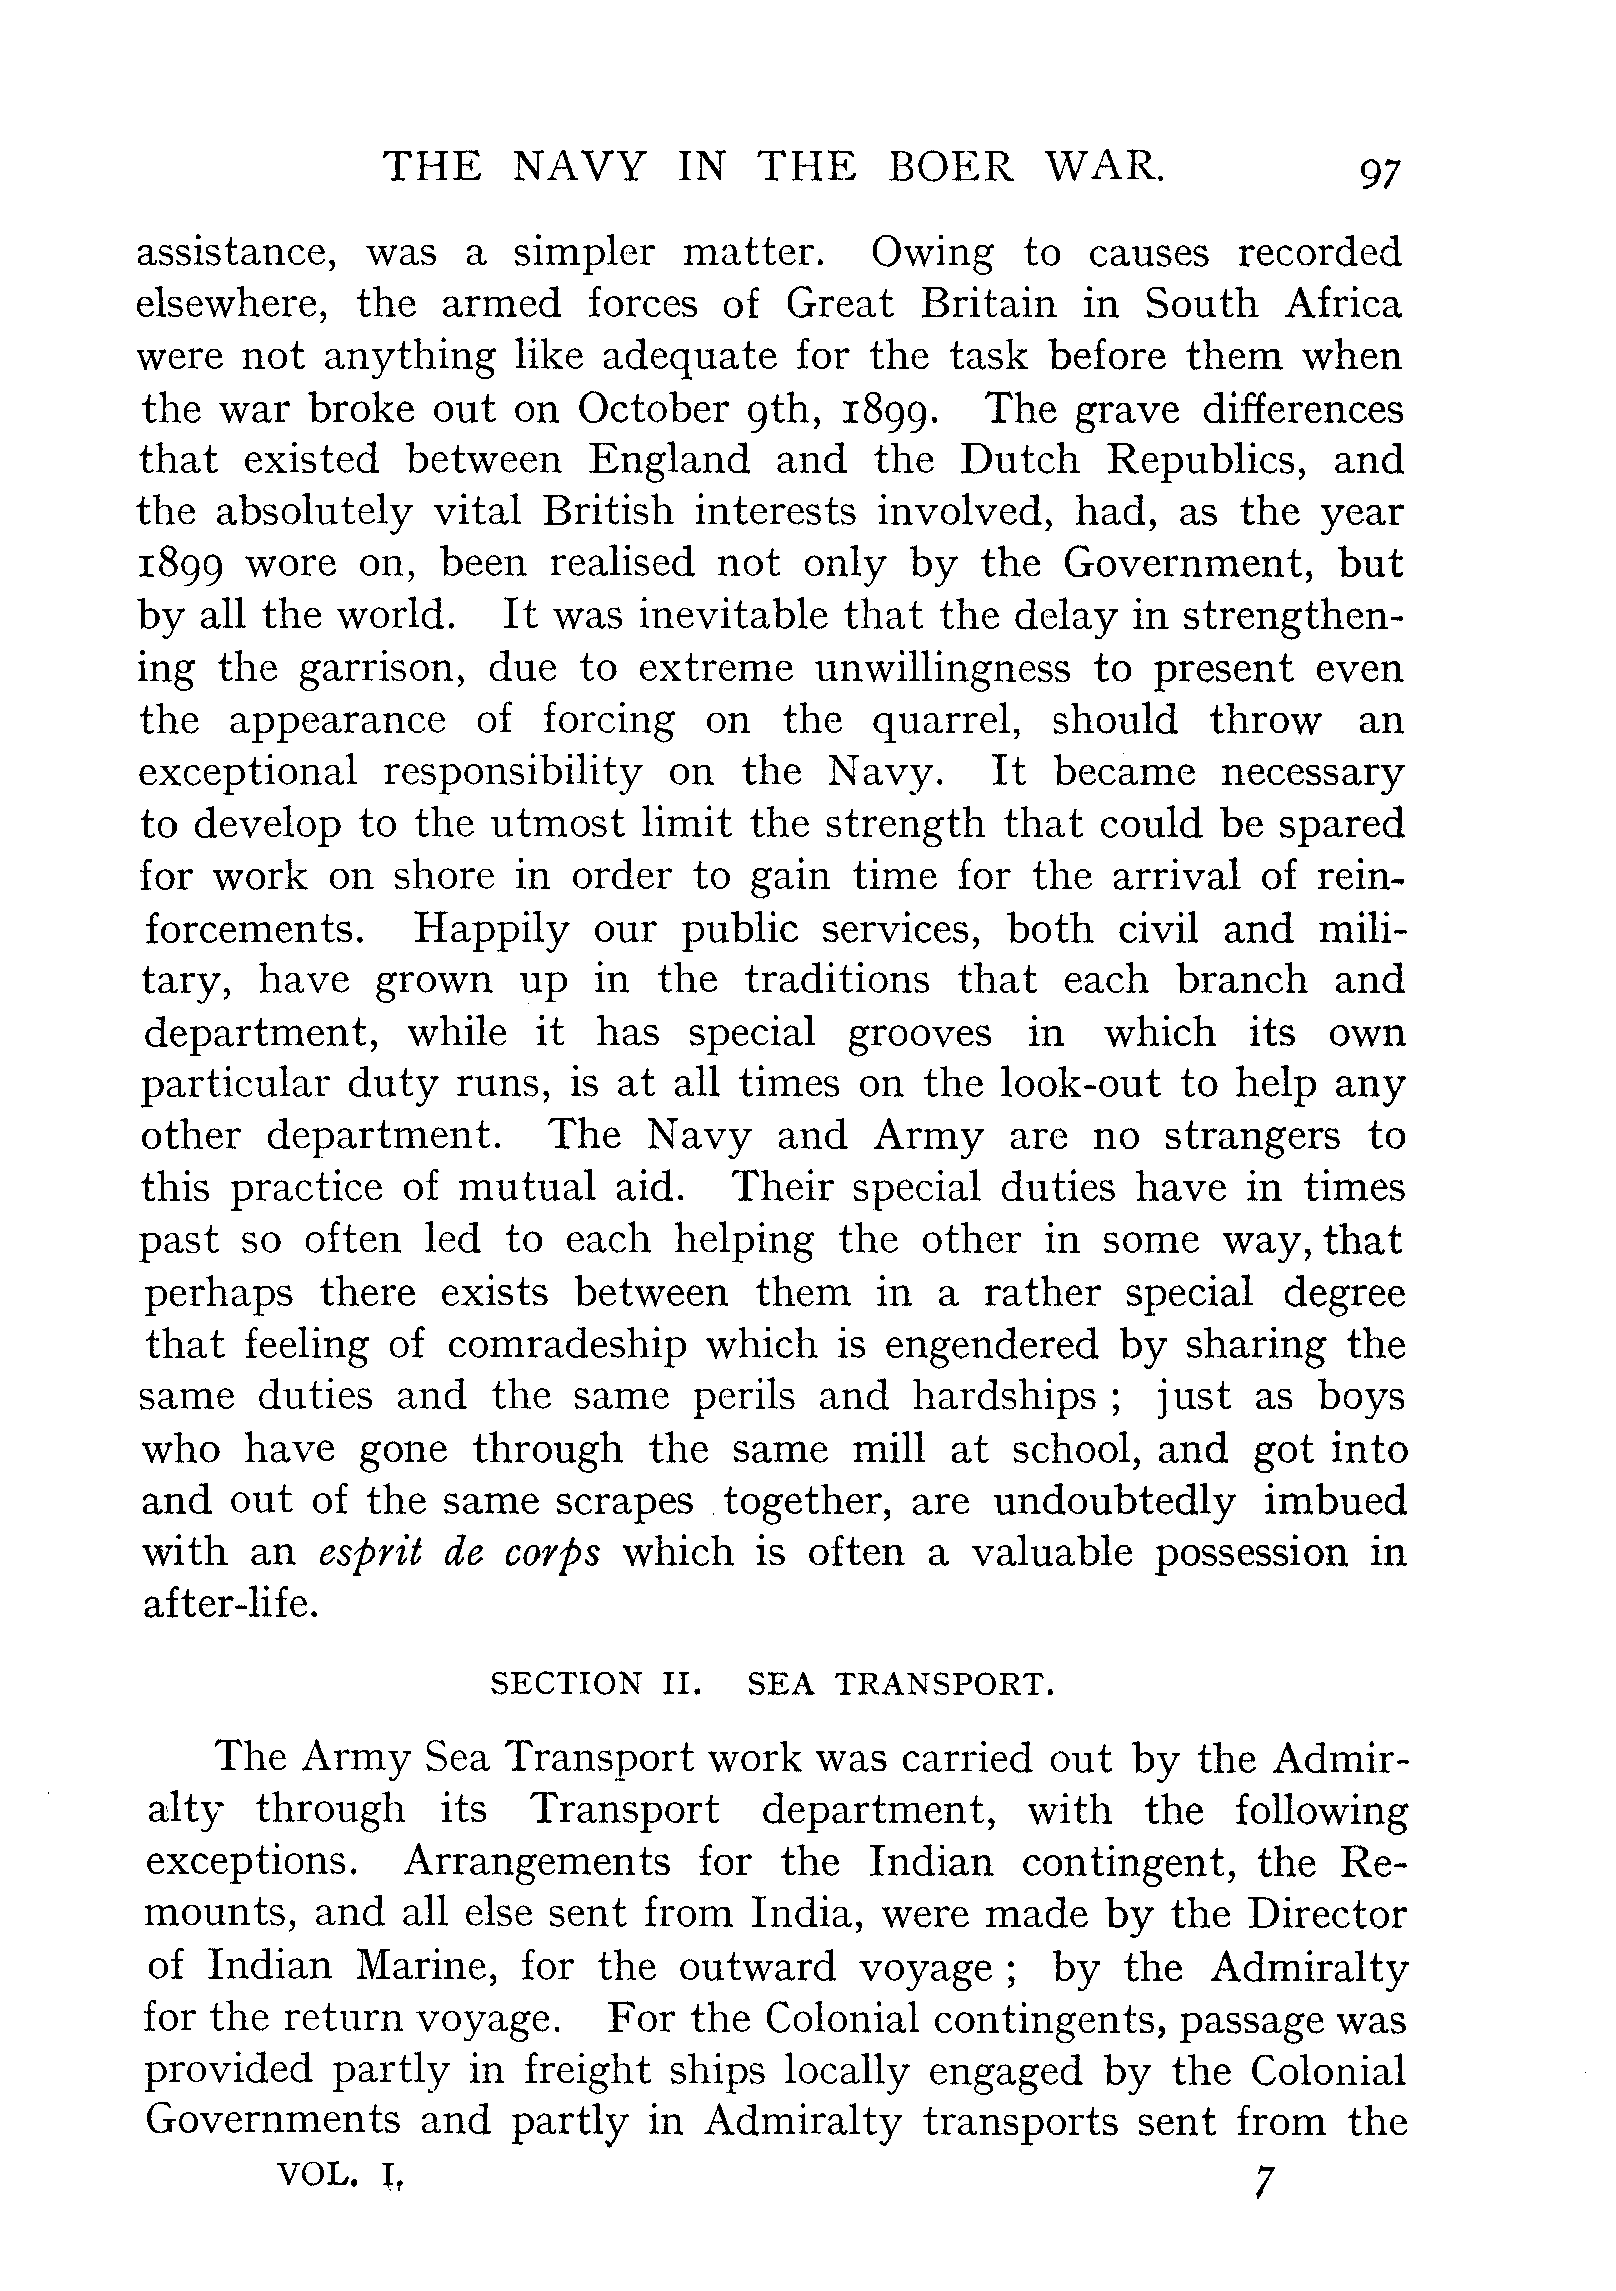 THE NAVY IN THE BOER WAR. 97
assistance, was a simpler matter. Owing to causes recorded
elsewhere, the armed forces of Great Britain in South Africa
were not anything like adequate for the task before them when
the war broke out on October 9th, 1899. The grave differences
that existed between England and the Dutch Republics, and
the absolutely vital British interests involved, had, as the year
1899 wore on, been realised not only by the Government, but
by all the world. It was inevitable that the delay in strengthen-
ing the garrison, due to extreme unwillingness to present even
the appearance of forcing on the quarrel, should throw an
exceptional responsibility on the Navy. It became necessary
to develop to the utmost limit the strength that could be spared
for work on shore in order to gain time for the arrival of rein-
forcements. Happily our public services, both civil and mili-
tary, have grown up in the traditions that each branch and
department, while it has special grooves in which its own
particular duty runs, is at all times on the look-out to help any
other department. The Navy and Army are no strangers to
this practice of mutual aid. Their special duties have in times
past so often led to each helping the other in some way, that
perhaps there exists between them in a rather special degree
that feeling of comradeship which is engendered by sharing the
same duties and the same perils and hardships ; just as boys
who have gone through the same mill at school, and got into
and out of the same scrapes together, are undoubtedly imbued
with an esprit de corps which is often a valuable possession in
after-life.
SECTION II. SEA TRANSPORT.
The Army Sea Transport work was carried out by the Admir-
alty through its Transport department, with the following
exceptions. Arrangements for the Indian contingent, the Re-
mounts, and all else sent from India, were made by the Director
of Indian Marine, for the outward voyage ; by the Admiralty
for the return voyage. For the Colonial contingents, passage was
provided partly in freight ships locally engaged by the Colonial
Governments and partly in Admiralty transports sent from the
VOL. I. 7